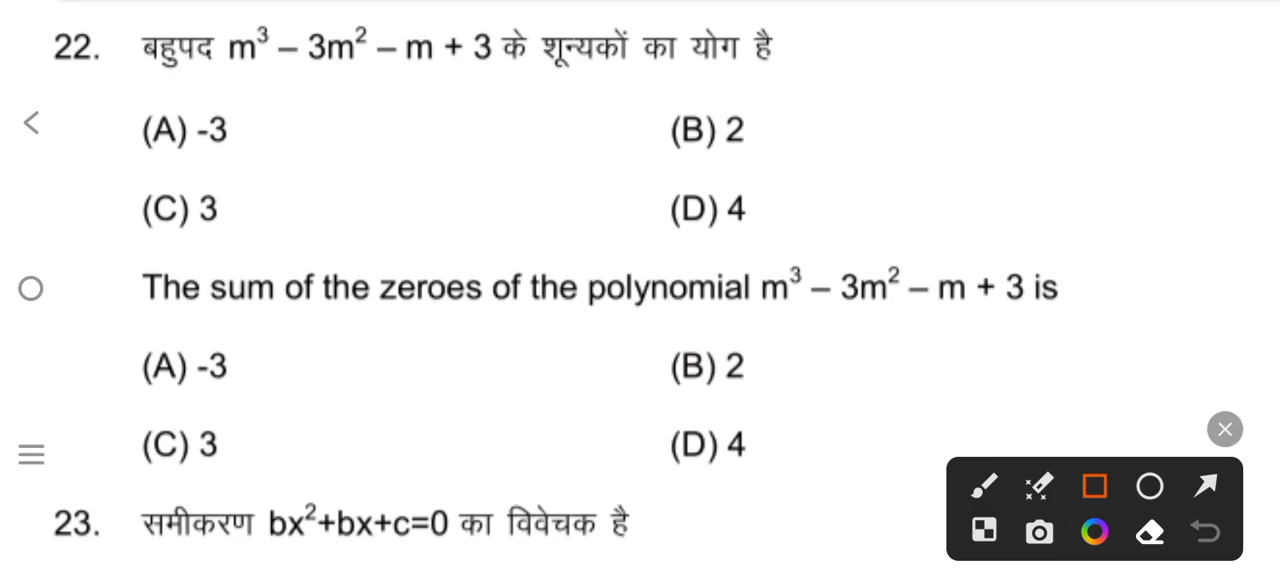 22. बहुपद m³ – 3m² – m + 3 के शून्यकों का योग है
(A) -3 (B) 2
(C) 3 (D) 4
The sum of the zeroes of the polynomial m³ – 3m² – m + 3 is
(A) -3 (B) 2
(C) 3 (D) 4
23. समीकरण bx²+bx+c=0 का विवेचक है